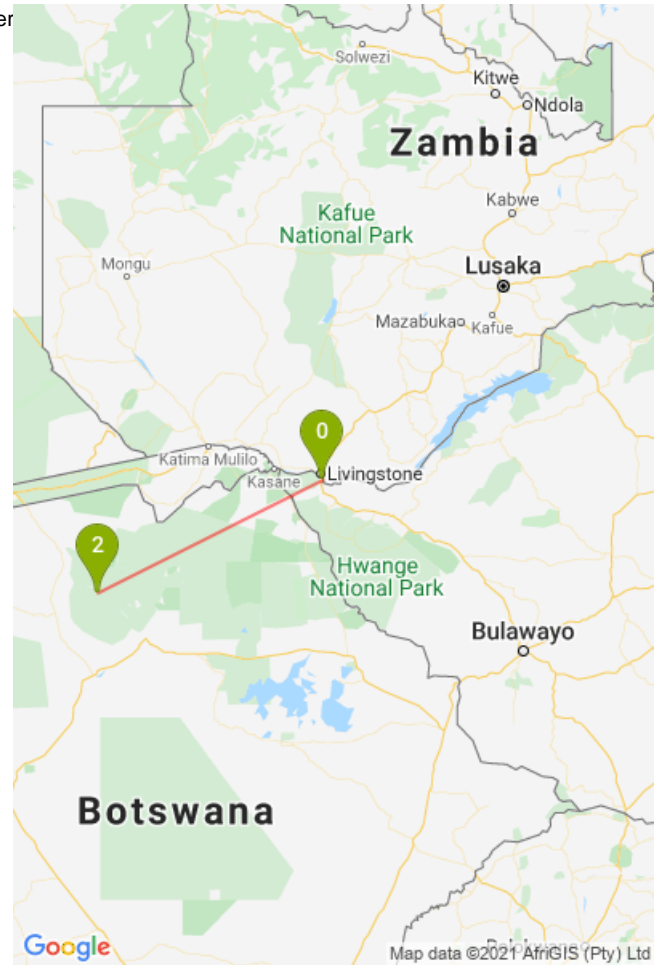 er
Solwezi
Kitwe
Ndola
Zambia
Kabwe
Kafue
National Park
Mongu
Lusaka
Mazabuka
Kafue
0
Katima Mulilo
Kasane
Livingstone
2
Hwange
National Park
Bulawayo
Botswana
Google
Map data ©2021 AfriGIS (Pty) Ltd